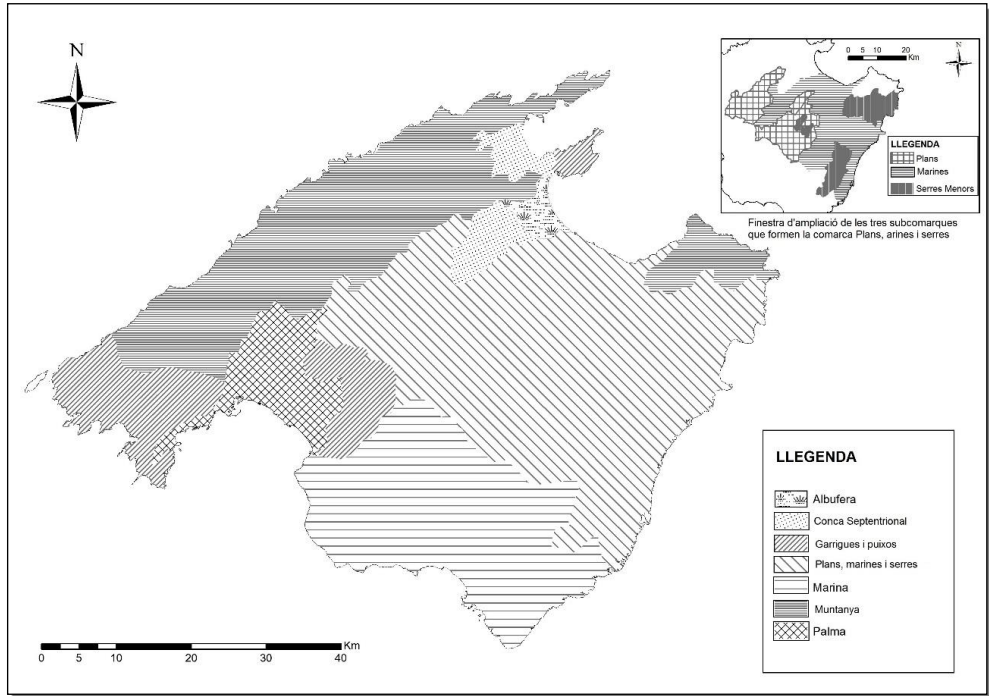 N
0 5 10 20
Km
N
LLEGENDA
Plans
Marines
Serres Menors
Finestra d'ampliació de les tres subcomarques
que formen la comarca Plans, arines i serres
LLEGENDA
Albufera
Conca Septentrional
Garrigues i puixos
Plans, marines i serres
Marina
Muntanya
Palma
Km
0 5 10 20 30 40